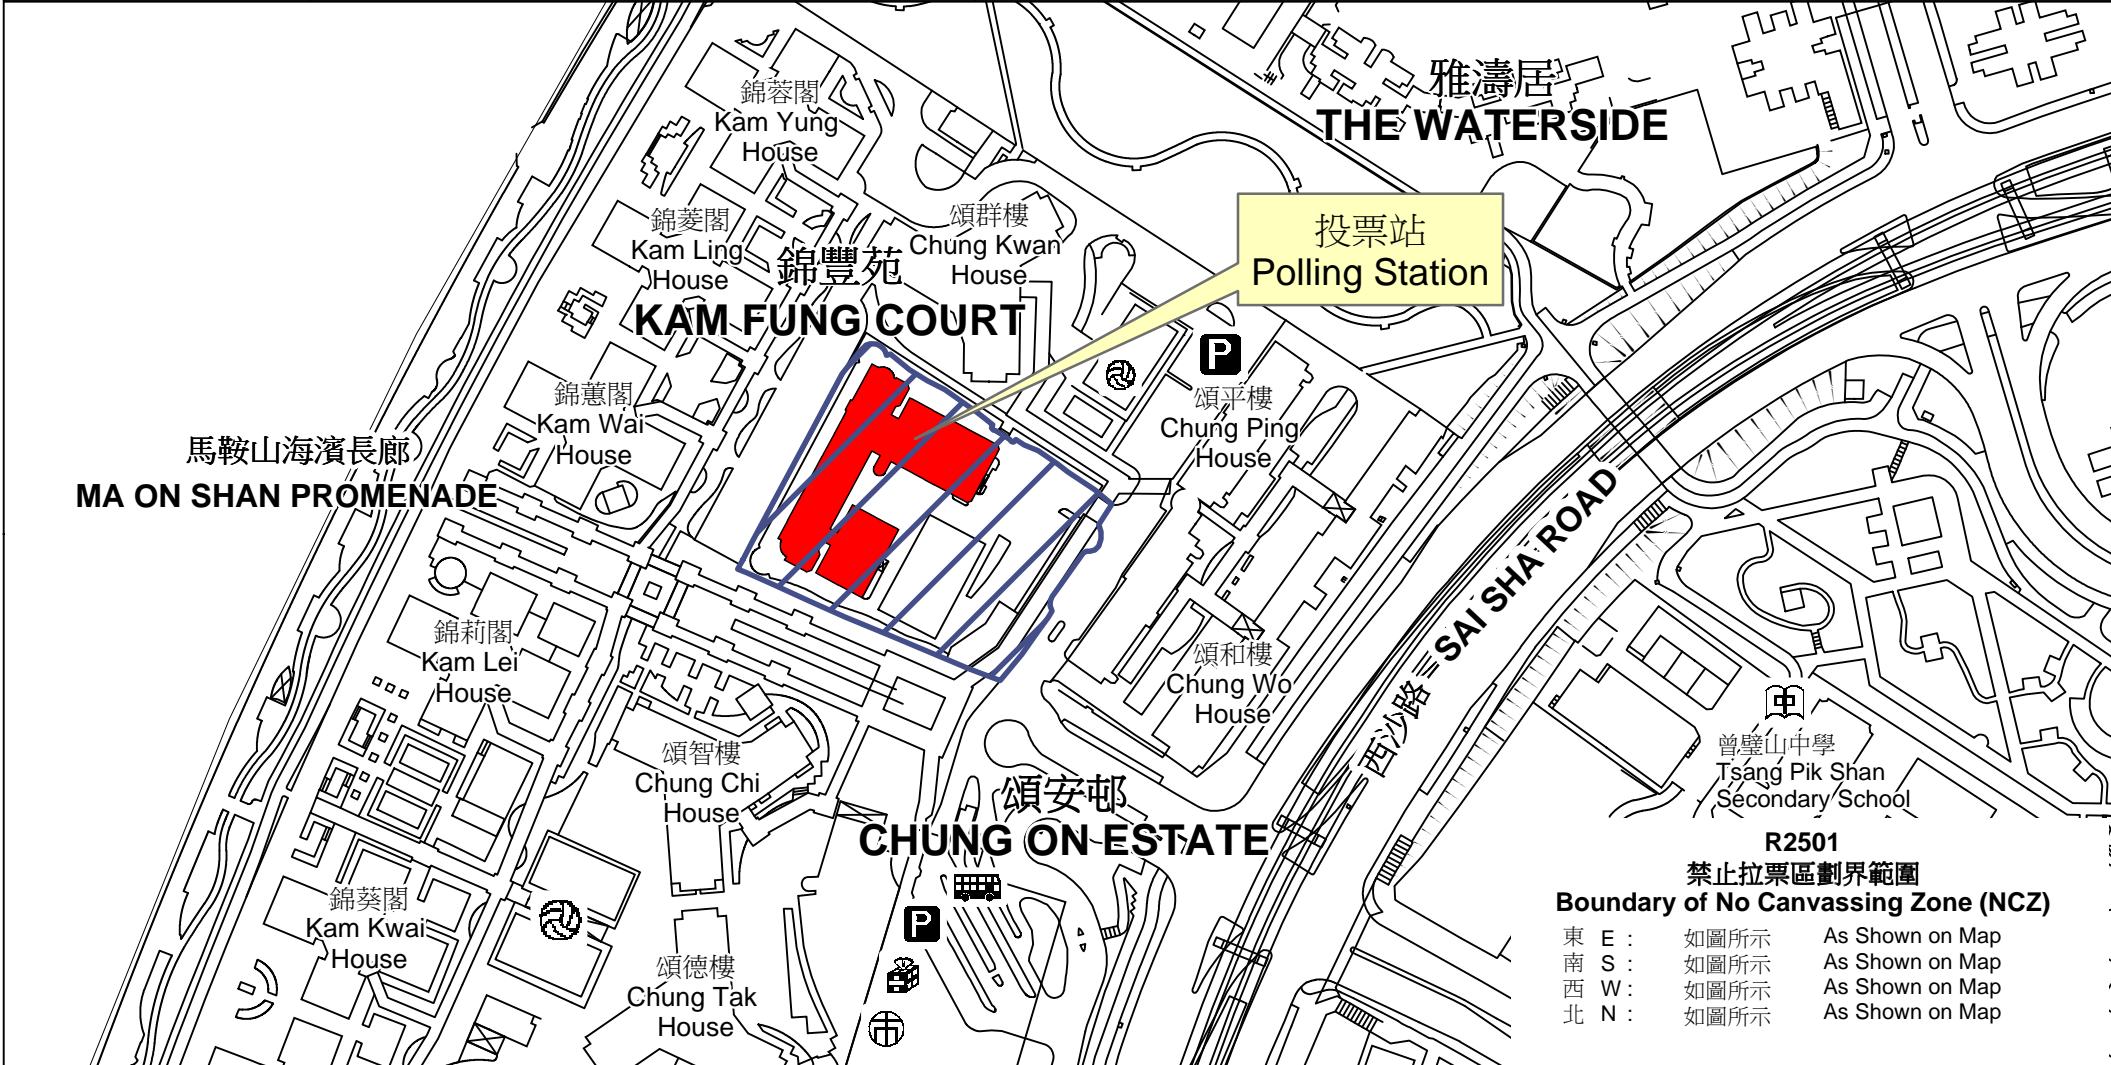 雅濤居
THE WATERSIDE
錦蓉閣
Kam Yung
House
錦菱閣
Kam Ling
House
頌群樓
Chung Kwan
House
投票站
Polling Station
錦豐苑
KAM FUNG COURT
P
錦蕙閣
Kam Wai
House
頌平樓
Chung Ping
House
馬鞍山海濱長廊
MA ON SHAN PROMENADE
西沙路 SAI SHA ROAD
錦莉閣
Kam Lei
House
頌和樓
Chung Wo
House
中
曾璧山中學
Tsang Pik Shan
Secondary School
頌智樓
Chung Chi
House
頌安邨
CHUNG ON ESTATE
P
錦葵閣
Kam Kwai
House
頌德樓
Chung Tak
House
市
R2501
禁止拉票區劃界範圍
Boundary of No Canvassing Zone (NCZ)
東 E : 如圖所示 As Shown on Map
南 S : 如圖所示 As Shown on Map
西 W : 如圖所示 As Shown on Map
北 N : 如圖所示 As Shown on Map